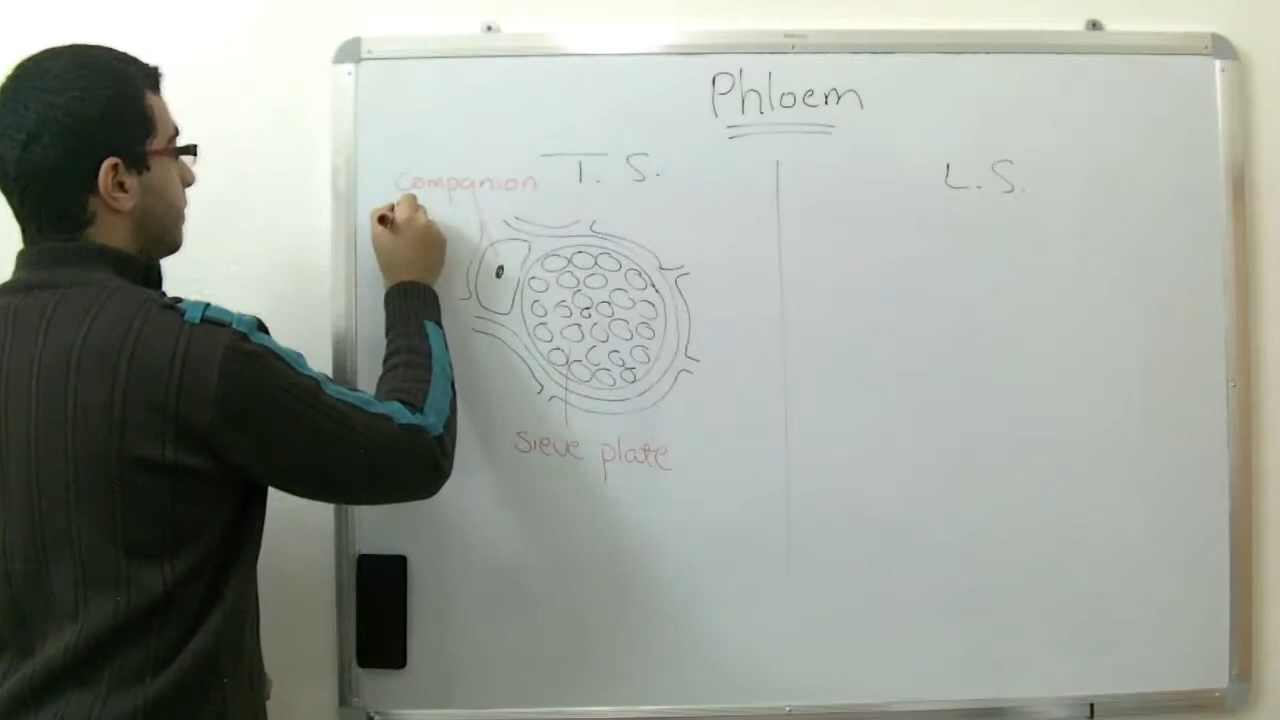 Phloem
T. S.
L. S.
companion
sieve plate